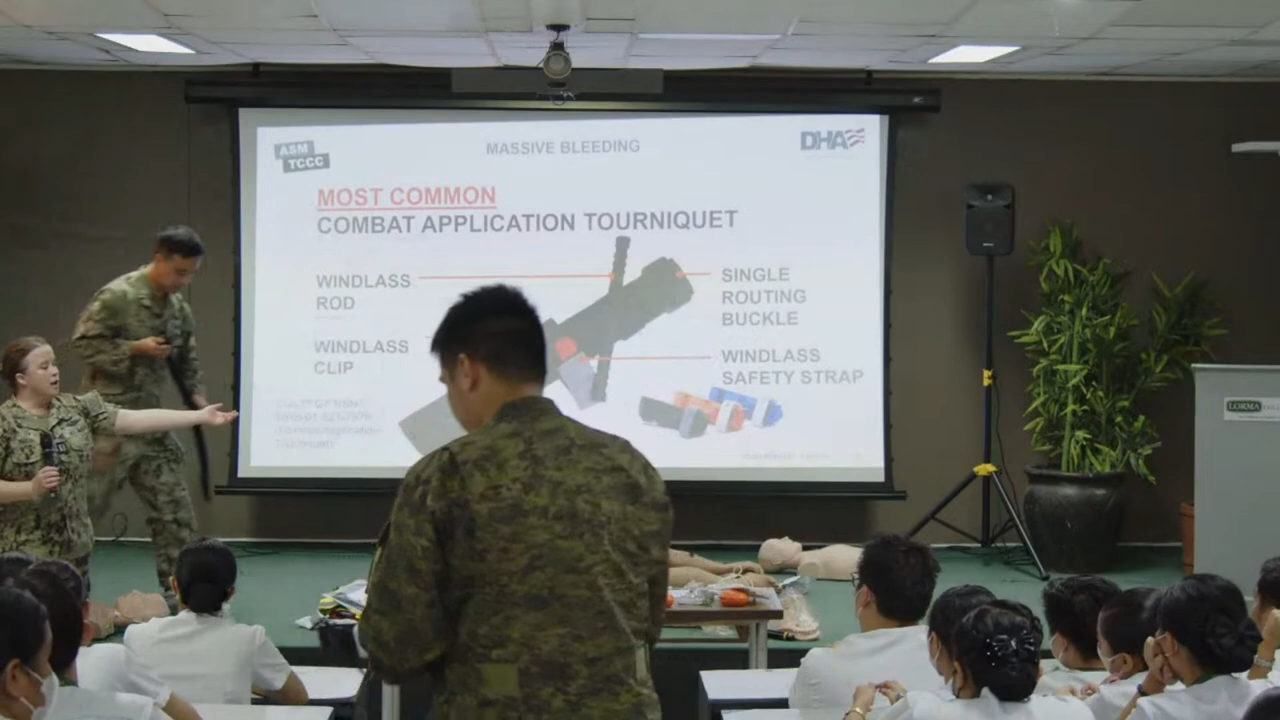 ASM
TCCC
MASSIVE BLEEDING
DHA
MOST COMMON
COMBAT APPLICATION TOURNIQUET
WINDLASS
ROD
WINDLASS
CLIP
SINGLE
ROUTING
BUCKLE
WINDLASS
SAFETY STRAP
LORMA